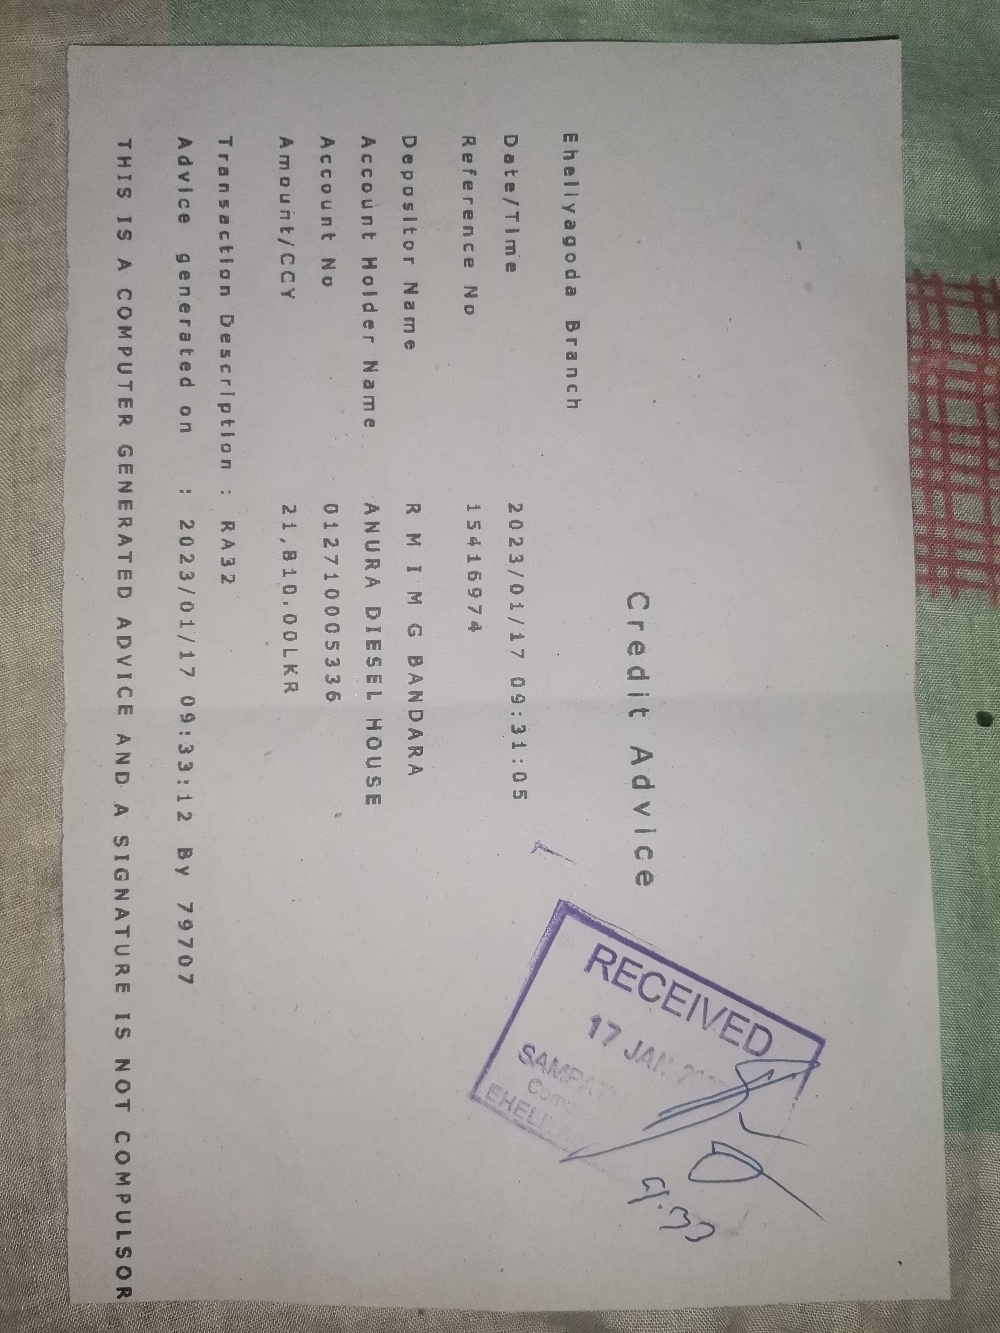 Credit Advice
Eheliyagoda Branch
Date/Time 2023/01/17 09:31:05
Reference No 15416974
Depositor Name R M I M G BANDARA
Account Holder Name ANURA DIESEL HOUSE
Account No 012710005336
Amount/CCY 21,810.00LKR
Transaction Description : RA32
Advice generated on : 2023/01/17 09:33:12 By 79707
THIS IS A COMPUTER GENERATED ADVICE AND A SIGNATURE IS NOT COMPULSOR
RECEIVED
17 JAN
9.33